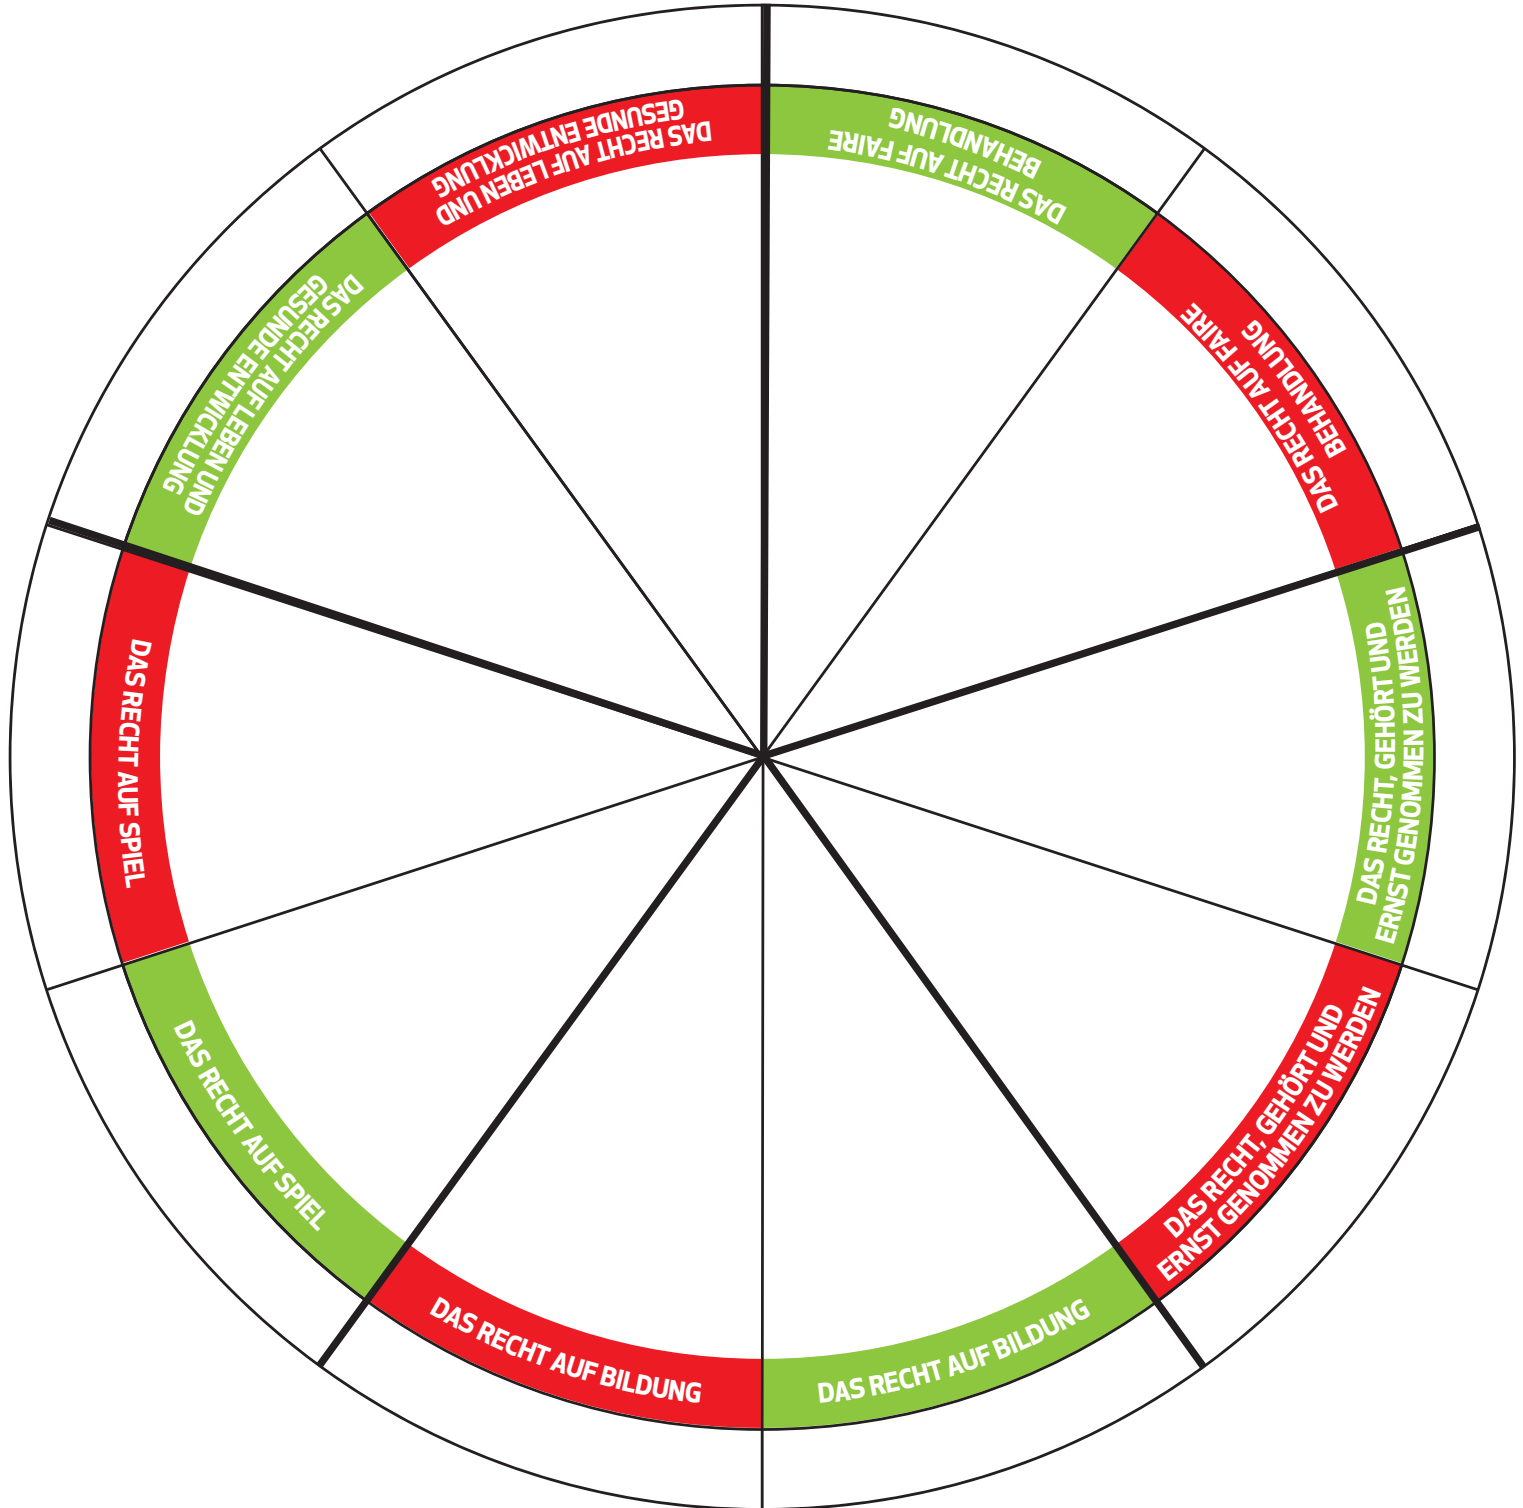 DAS RECHT AUF FAIRE
BEHANDLUNG
DAS RECHT AUF FAIRE
BEHANDLUNG
DAS RECHT, GEHÖRT UND
ERNST GENOMMEN ZU WERDEN
DAS RECHT, GEHÖRT UND
ERNST GENOMMEN ZU WERDEN
DAS RECHT AUF BILDUNG
DAS RECHT AUF BILDUNG
DAS RECHT AUF SPIEL
DAS RECHT AUF SPIEL
DAS RECHT AUF LEBEN UND
GESUNDE ENTWICKLUNG
DAS RECHT AUF LEBEN UND
GESUNDE ENTWICKLUNG